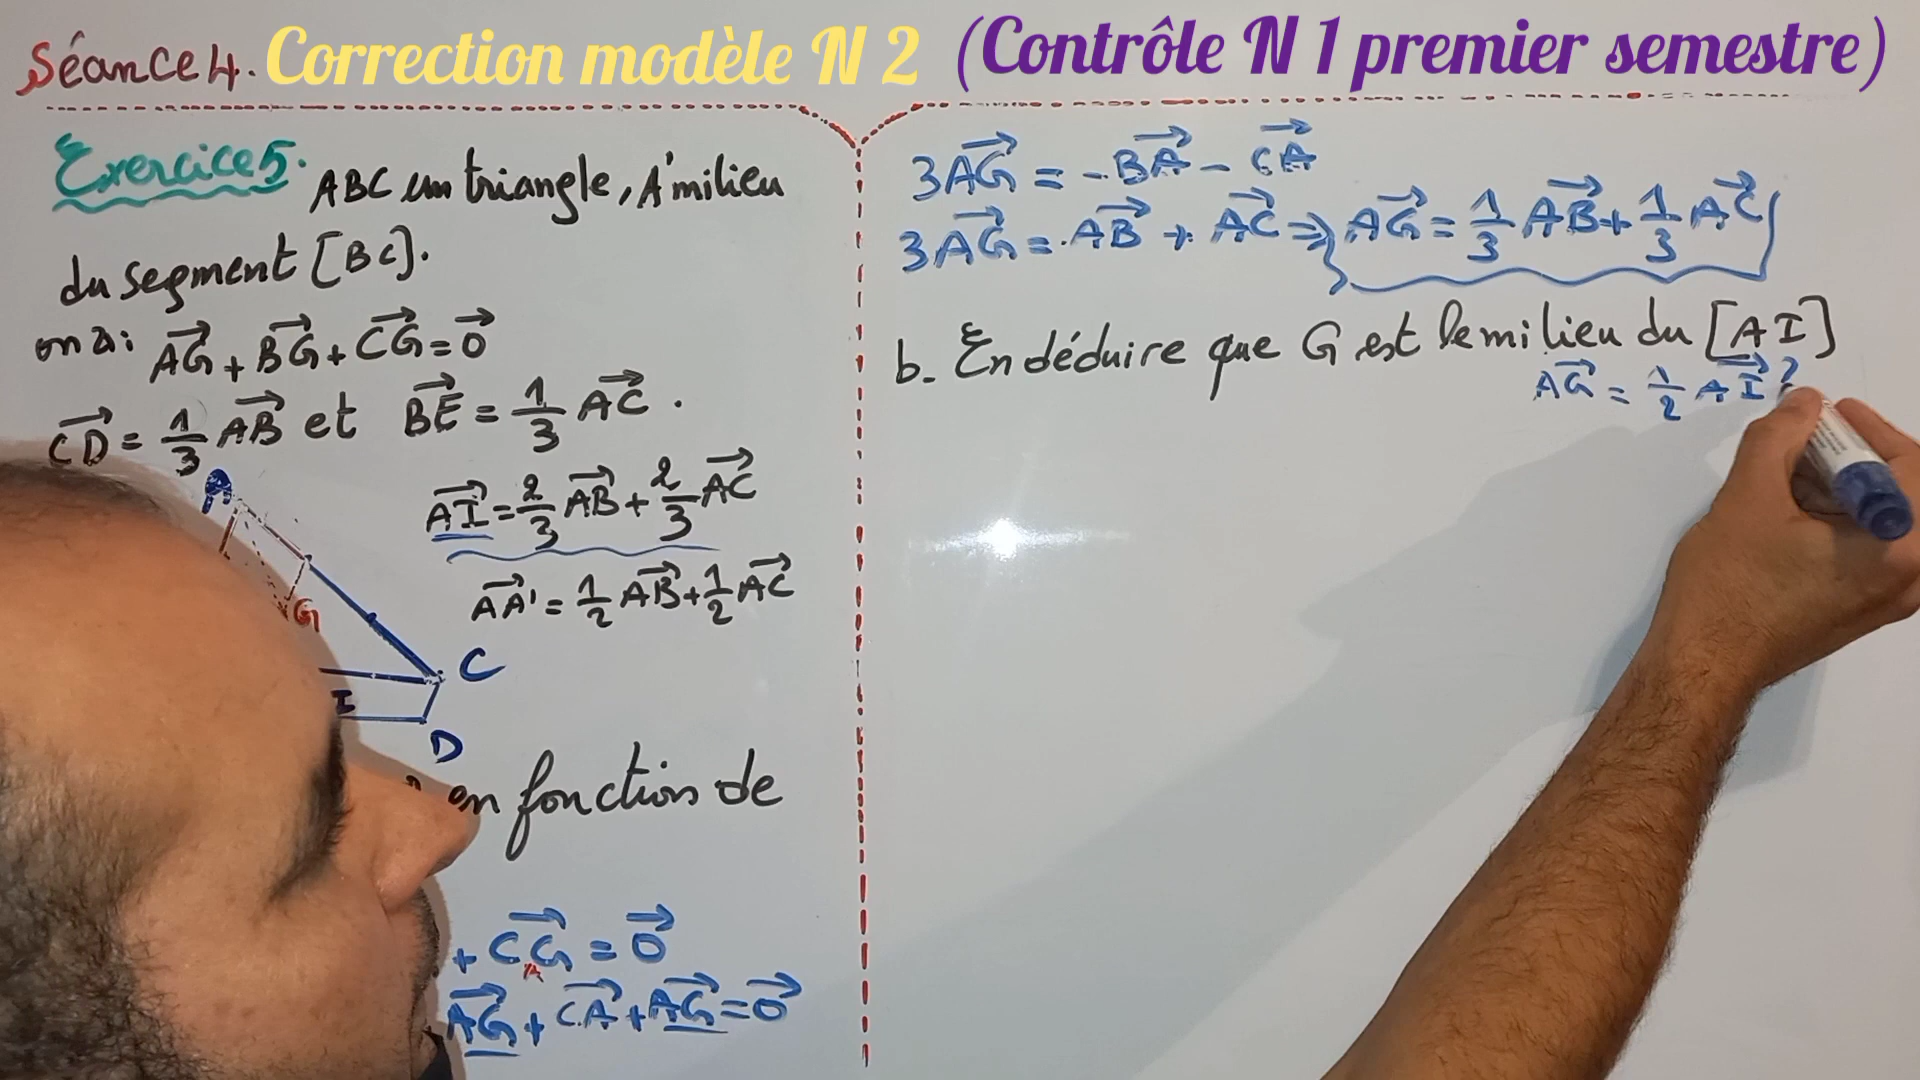 Séance 4. Correction modèle N 2 (Contrôle N 1 premier semestre)
Exercice 5. ABC un triangle, A' milieu
du segment [BC].
on a: AG⃗ + BG⃗ + CG⃗ = 0⃗
CD⃗ = 1/3 AB⃗ et BE⃗ = 1/3 AC⃗ .
AI⃗ = 2/3 AB⃗ + 2/3 AC⃗
AA'⃗ = 1/2 AB⃗ + 1/2 AC⃗
A
G
C
I
D
en fonction de
+ CG⃗ = 0⃗
A
AG⃗ + CA⃗ + AG⃗ = 0⃗
3AG⃗ = - BA⃗ - CA⃗
3AG⃗ = AB⃗ + AC⃗ ⇒ AG⃗ = 1/3 AB⃗ + 1/3 AC⃗
b. En déduire que G est le milieu du [AI]
AG⃗ = 1/2 AI⃗ ?